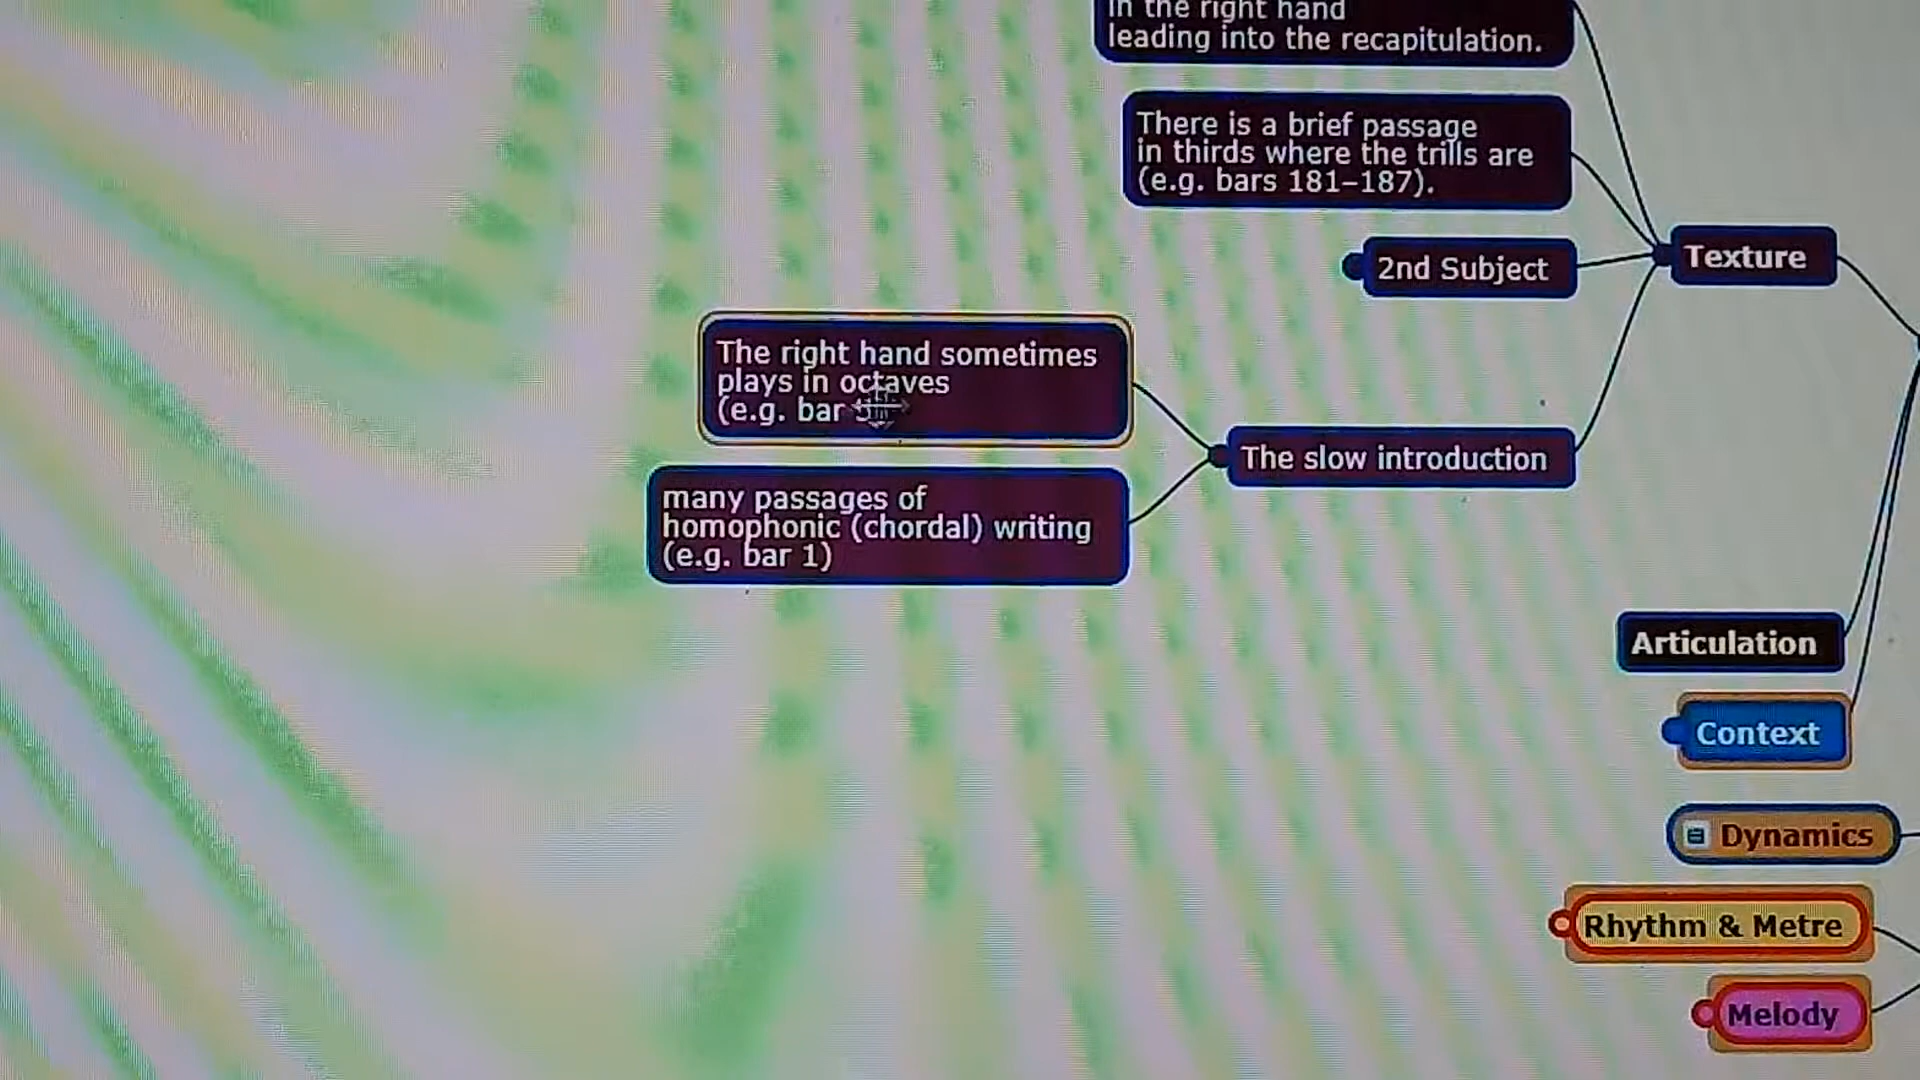 in the right hand
leading into the recapitulation.
There is a brief passage
in thirds where the trills are
(e.g. bars 181–187).
2nd Subject
Texture
The right hand sometimes
plays in octaves
(e.g. bar
The slow introduction
many passages of
homophonic (chordal) writing
(e.g. bar 1)
Articulation
Context
Dynamics
Rhythm & Metre
Melody